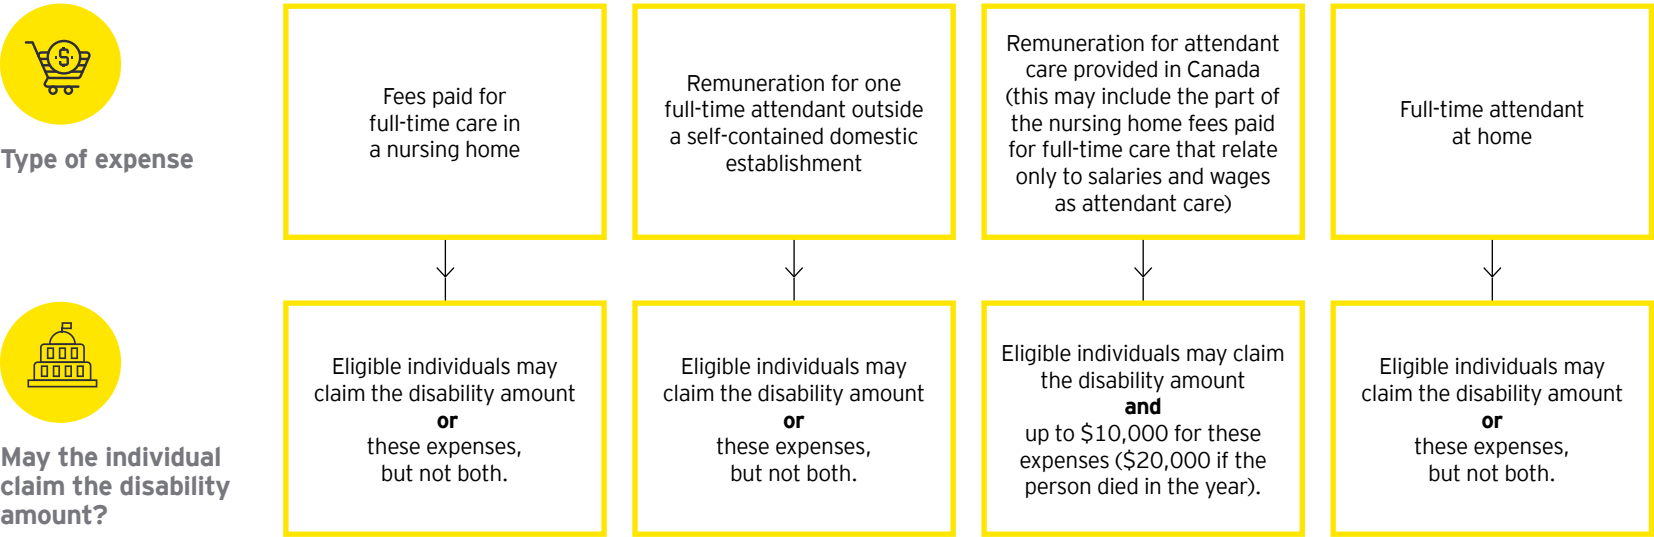 Type of expense
Fees paid for
full-time care in
a nursing home
Remuneration for one
full-time attendant outside
a self-contained domestic
establishment
Remuneration for attendant
care provided in Canada
(this may include the part of
the nursing home fees paid
for full-time care that relate
only to salaries and wages
as attendant care)
Full-time attendant
at home
May the individual
claim the disability
amount?
Eligible individuals may
claim the disability amount
or
these expenses,
but not both.
Eligible individuals may
claim the disability amount
or
these expenses,
but not both.
Eligible individuals may claim
the disability amount
and
up to $10,000 for these
expenses ($20,000 if the
person died in the year).
Eligible individuals may
claim the disability amount
or
these expenses,
but not both.